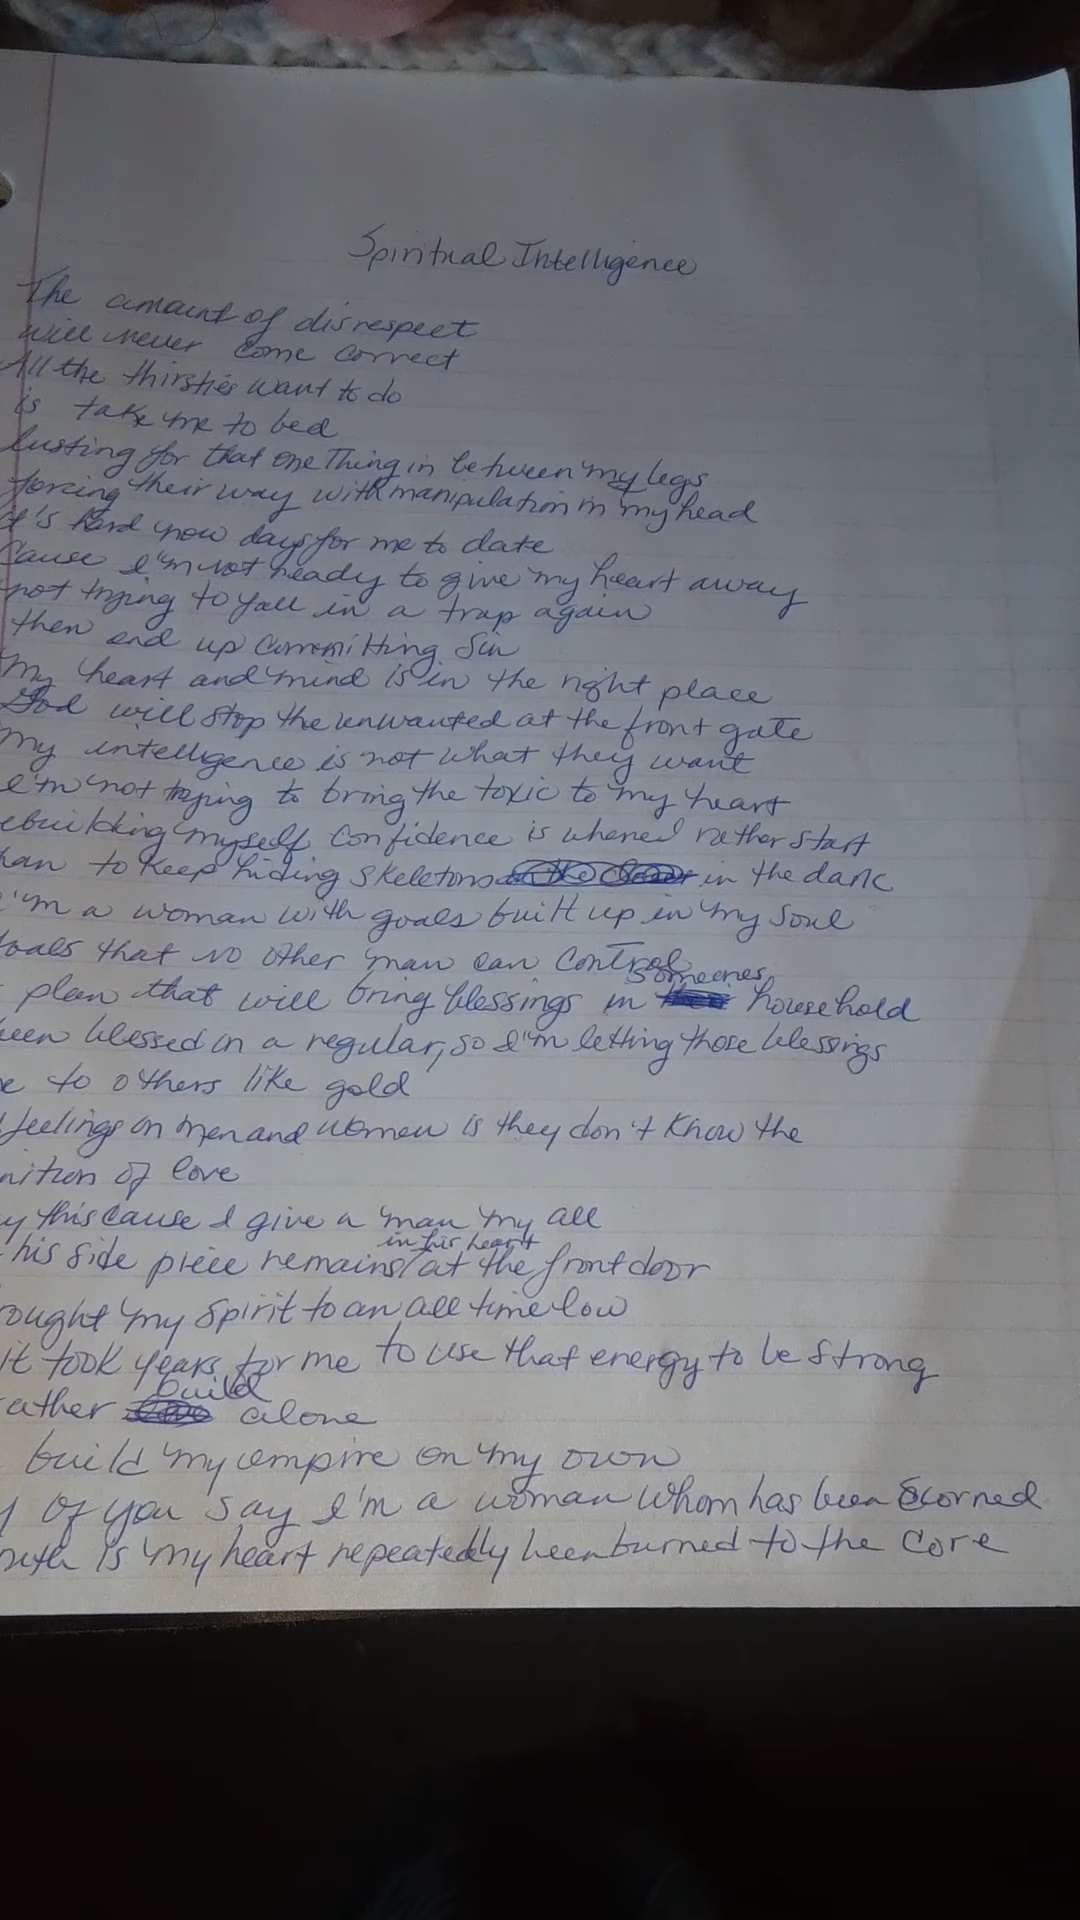 Spiritual Intelligence
The amount of disrespect
will never come correct
All the thirsties want to do
is take me to bed
lusting for that one Thing in between my legs
forcing their way with manipulation in my head
it's hard now days for me to date
Cause I'm not ready to give my heart away
not trying to fall in a trap again
then end up committing Sin
My heart and mind is in the right place
God will stop the unwanted at the front gate
My intelligence is not what they want
I'm not trying to bring the toxic to my heart
ebuilding myself confidence is where I rather start
han to keep hiding skeletons in the dark
I'm a woman with goals built up in my soul
oals that no other man can control
plan that will bring blessings in someones household
been blessed on a regular, so I'm letting those blessings
e to others like gold
feelings on men and women is they don't know the
nition of love
y this cause I give a man my all
his side piece remains in his heart / at the front door
rought my spirit to an all time low
it took years for me to use that energy to be strong
ather build alone
build my empire on my own
y of you say I'm a woman whom has been scorned
ruth is my heart repeatedly been burned to the core